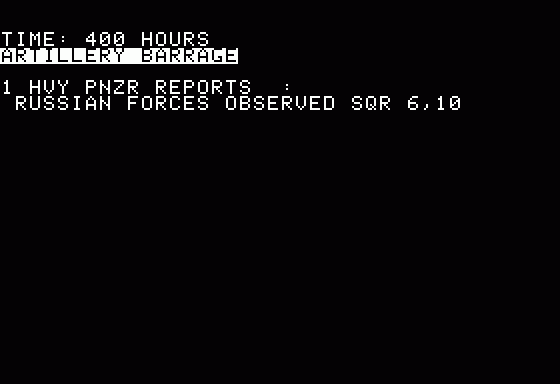 TIME: 400 HOURS
ARTILLERY BARRAGE
1 HVY PNZR REPORTS  :
RUSSIAN FORCES OBSERVED SQR 6,10